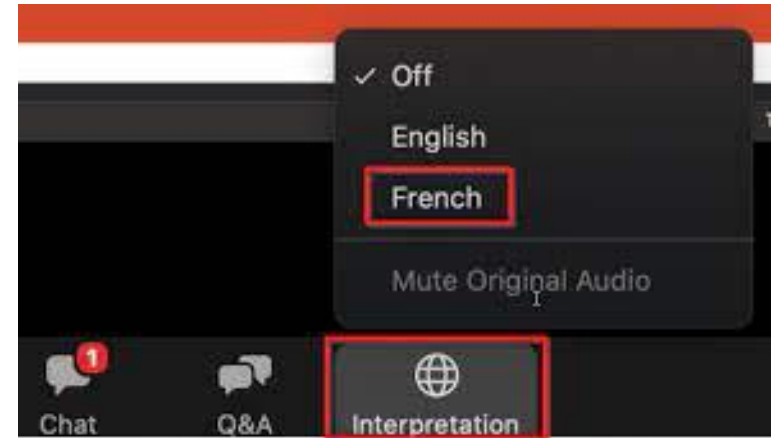 ✓ Off
English
French
Mute Original Audio
1
Chat
Q&A
Interpretation